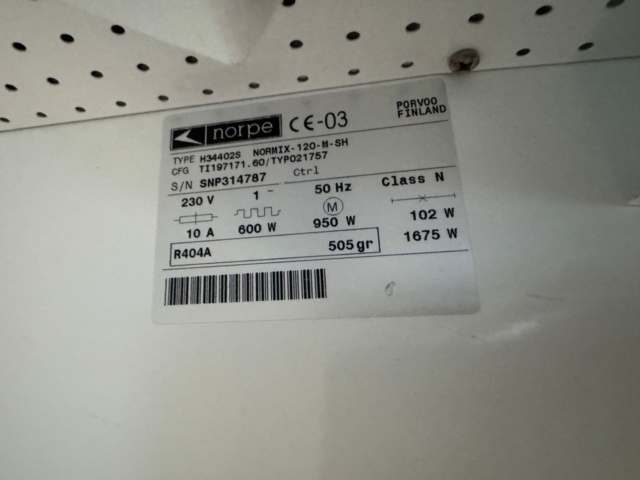 norpe CE-03 PORVOO
FINLAND
TYPE H34402S NORMIX-120-M-SH
CFG TI197171.60/TYP021757
S/N SNP314787 Ctrl
230 V 1 ~ 50 Hz Class N
M
10 A 600 W 950 W 102 W
1675 W
R404A 505gr